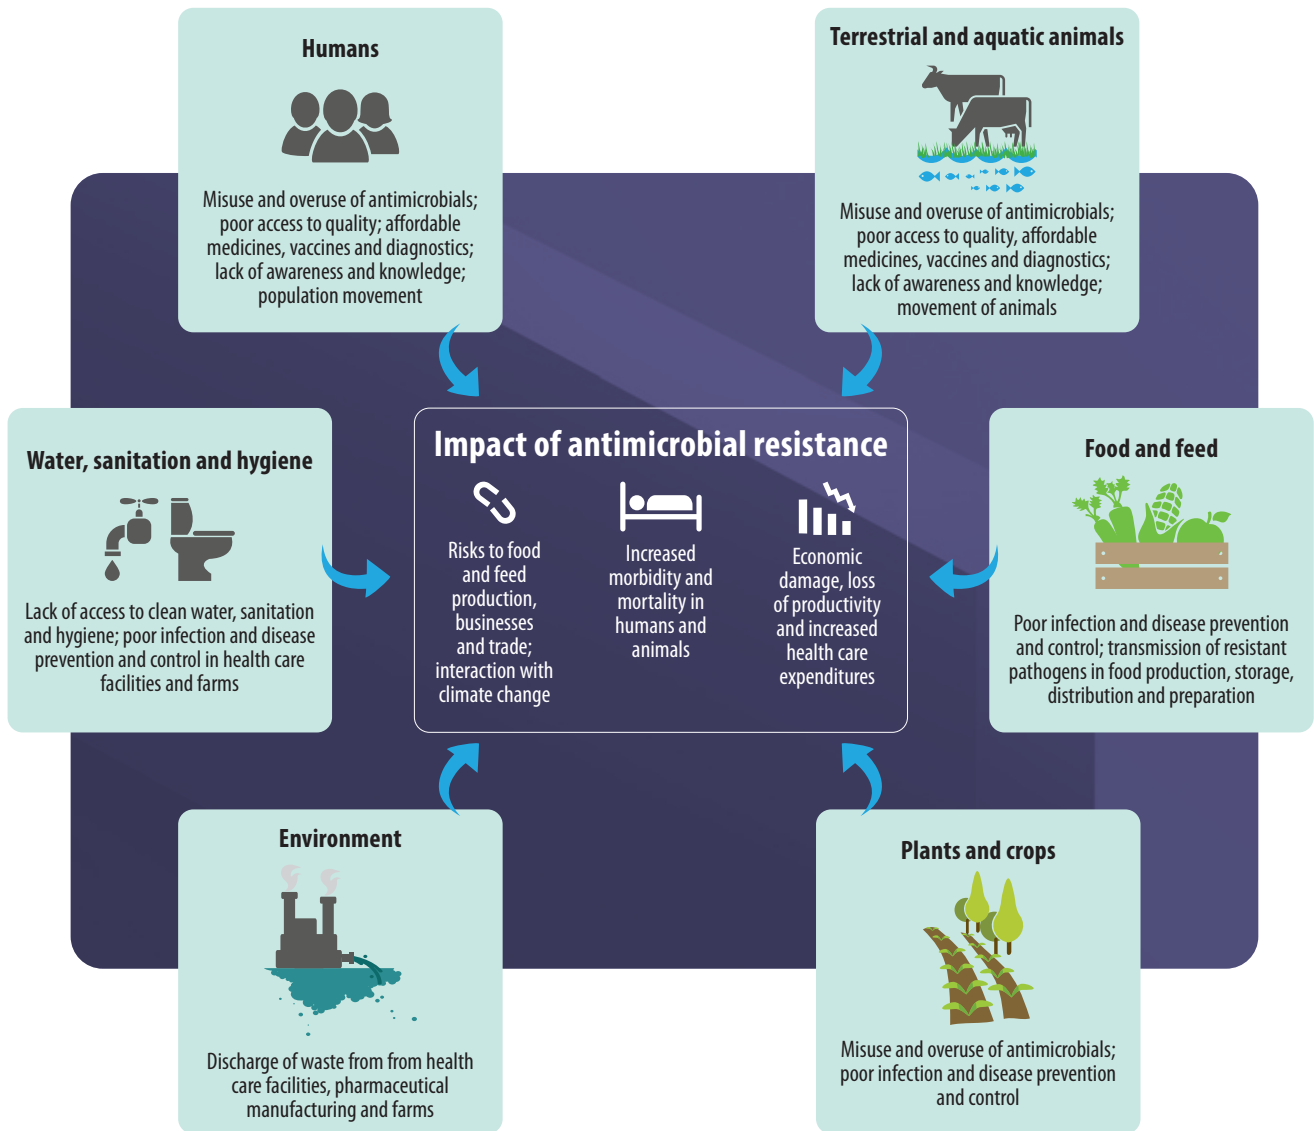 Humans
Misuse and overuse of antimicrobials;
poor access to quality; affordable
medicines, vaccines and diagnostics;
lack of awareness and knowledge;
population movement
Terrestrial and aquatic animals
Misuse and overuse of antimicrobials;
poor access to quality, affordable
medicines, vaccines and diagnostics;
lack of awareness and knowledge;
movement of animals
Water, sanitation and hygiene
Lack of access to clean water, sanitation
and hygiene; poor infection and disease
prevention and control in health care
facilities and farms
Impact of antimicrobial resistance
Risks to food
and feed
production,
businesses
and trade;
interaction with
climate change
Increased
morbidity and
mortality in
humans and
animals
Economic
damage, loss
of productivity
and increased
health care
expenditures
Food and feed
Poor infection and disease prevention
and control; transmission of resistant
pathogens in food production, storage,
distribution and preparation
Environment
Discharge of waste from from health
care facilities, pharmaceutical
manufacturing and farms
Plants and crops
Misuse and overuse of antimicrobials;
poor infection and disease prevention
and control